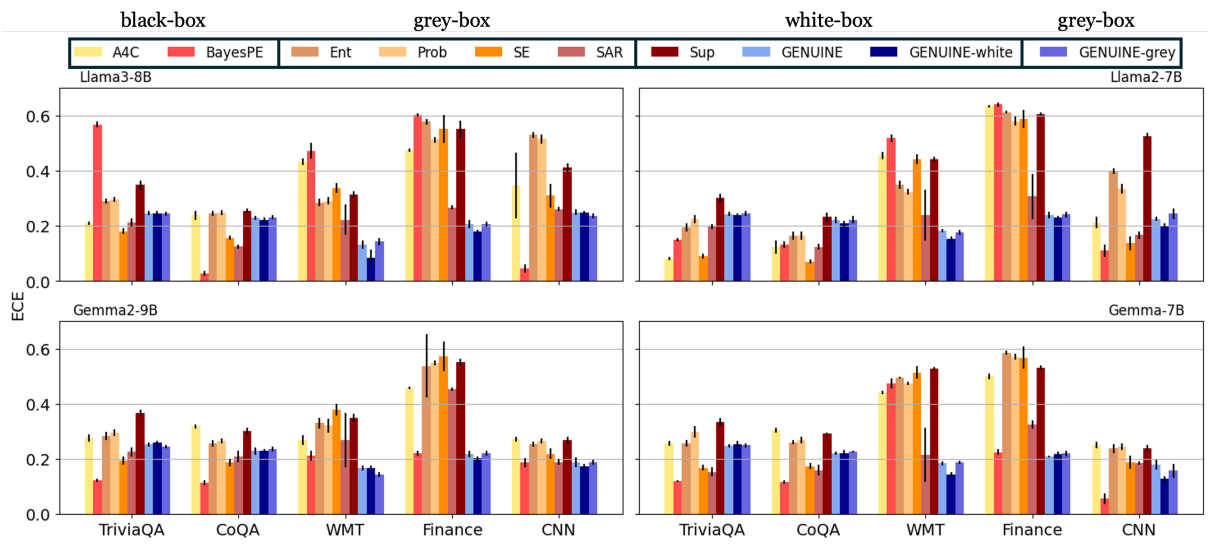 black-box grey-box white-box grey-box
A4C BayesPE Ent Prob SE SAR Sup GENUINE GENUINE-white GENUINE-grey
Llama3-8B Llama2-7B
0.6
0.4
0.2
0.0
ECE
Gemma2-9B Gemma-7B
0.6
0.4
0.2
0.0
TriviaQA CoQA WMT Finance CNN TriviaQA CoQA WMT Finance CNN